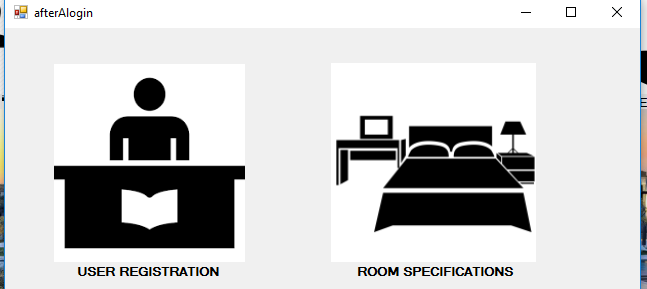 afterAlogin
USER REGISTRATION
ROOM SPECIFICATIONS